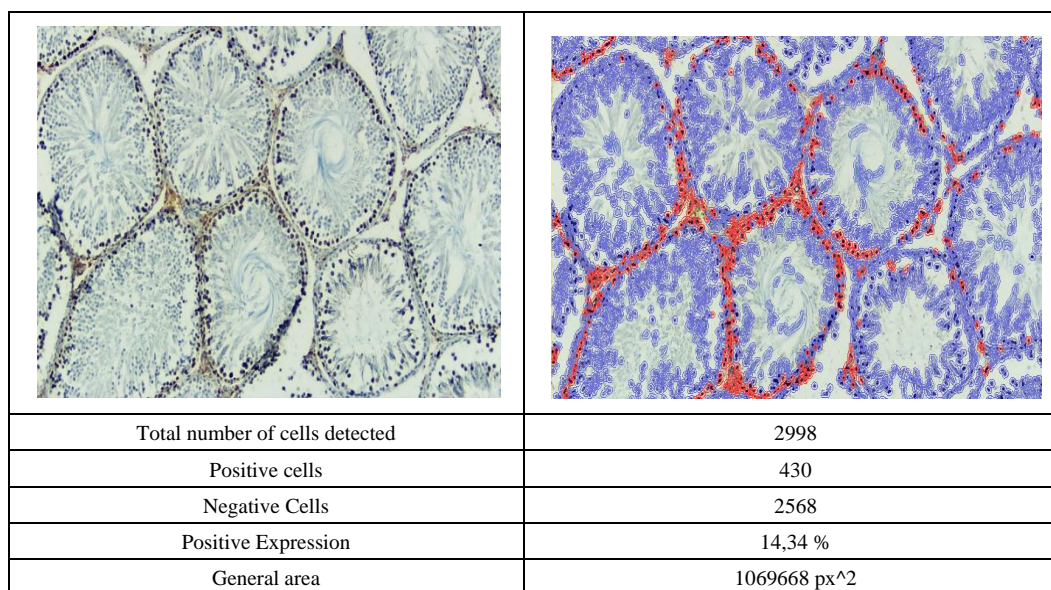 Total number of cells detected 2998
Positive cells 430
Negative Cells 2568
Positive Expression 14,34 %
General area 1069668 px^2